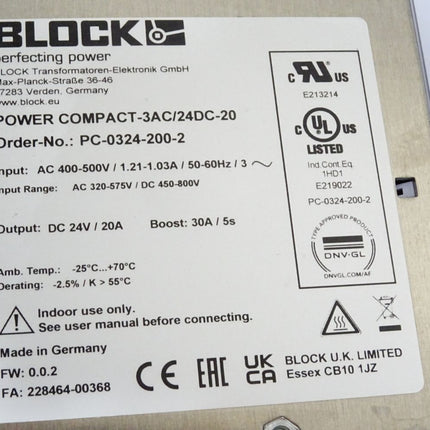 BLOCK
perfecting power
BLOCK Transformatoren-Elektronik GmbH
Max-Planck-Straße 36-46
27283 Verden, Germany
www.block.eu
POWER COMPACT-3AC/24DC-20
Order-No.: PC-0324-200-2
Input: AC 400-500V / 1.21-1.03A / 50-60Hz / 3 ~
Input Range: AC 320-575V / DC 450-800V
Output: DC 24V / 20A Boost: 30A / 5s
Amb. Temp.: -25°C...+70°C
Derating: -2.5% / K > 55°C
Indoor use only.
See user manual before connecting.
Made in Germany
FW: 0.0.2
FA: 228464-00368
C RU US
E213214
C UL US
LISTED
Ind.Cont.Eq.
1HD1
E219022
PC-0324-200-2
TYPE APPROVED PRODUCT
DNV·GL
DNVGL.COM/AF
CE
UK
CA
BLOCK U.K. LIMITED
Essex CB10 1JZ